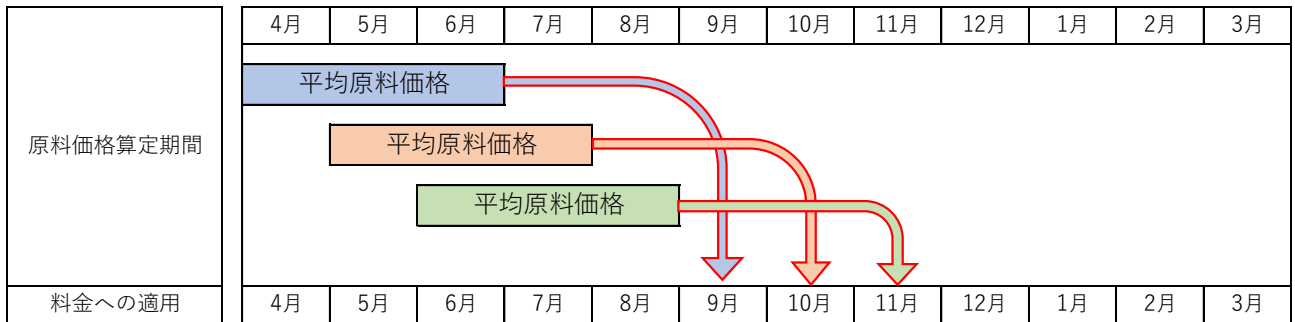 4月 5月 6月 7月 8月 9月 10月 11月 12月 1月 2月 3月
平均原料価格
平均原料価格
原料価格算定期間
平均原料価格
料金への適用 4月 5月 6月 7月 8月 9月 10月 11月 12月 1月 2月 3月